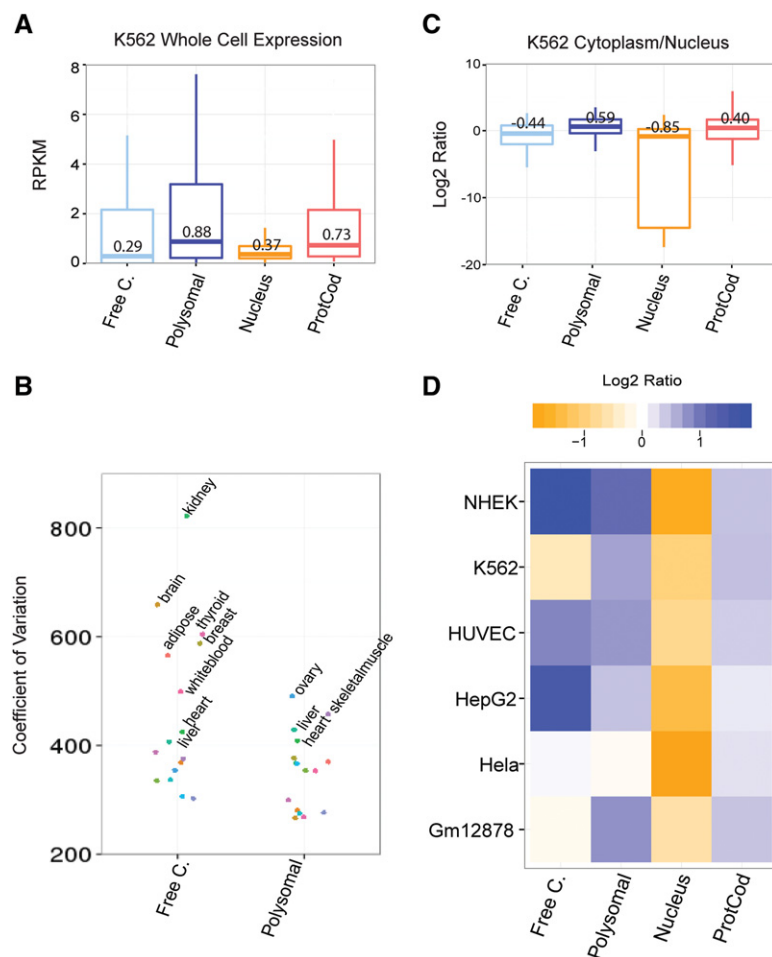 A
K562 Whole Cell Expression
RPKM
8
6
4
2
0
0.29
0.88
0.37
0.73
Free C.
Polysomal
Nucleus
ProtCod
C
K562 Cytoplasm/Nucleus
Log2 Ratio
10
0
-10
-20
-0.44
0.59
-0.85
0.40
Free C.
Polysomal
Nucleus
ProtCod
B
Coefficient of Variation
800
600
400
200
kidney
brain
thyroid
breast
adipose
whiteblood
heart
liver
ovary
skeletalmuscle
liver
heart
Free C.
Polysomal
D
Log2 Ratio
−1
0
1
NHEK
K562
HUVEC
HepG2
Hela
Gm12878
Free C.
Polysomal
Nucleus
ProtCod